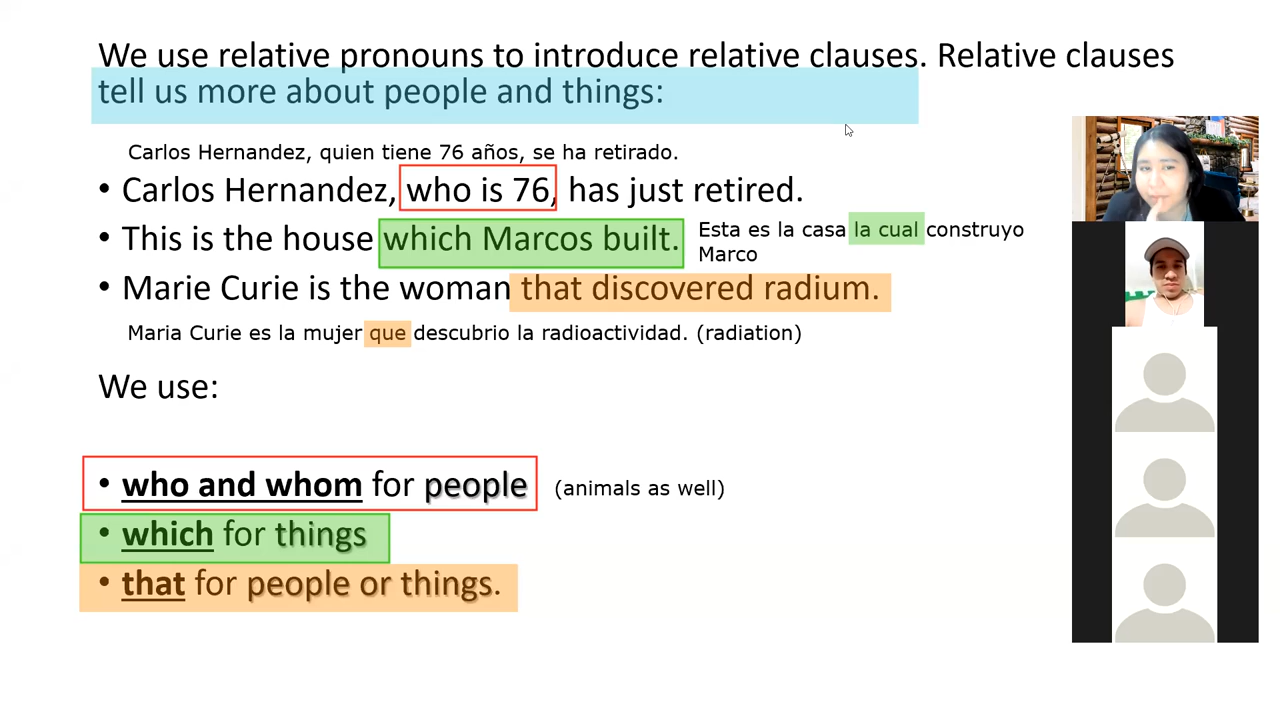 We use relative pronouns to introduce relative clauses. Relative clauses
tell us more about people and things:
Carlos Hernandez, quien tiene 76 años, se ha retirado.
• Carlos Hernandez, who is 76, has just retired.
• This is the house which Marcos built.
Esta es la casa la cual construyo
Marco
• Marie Curie is the woman that discovered radium.
Maria Curie es la mujer que descubrio la radioactividad. (radiation)
We use:
• who and whom for people (animals as well)
• which for things
• that for people or things.